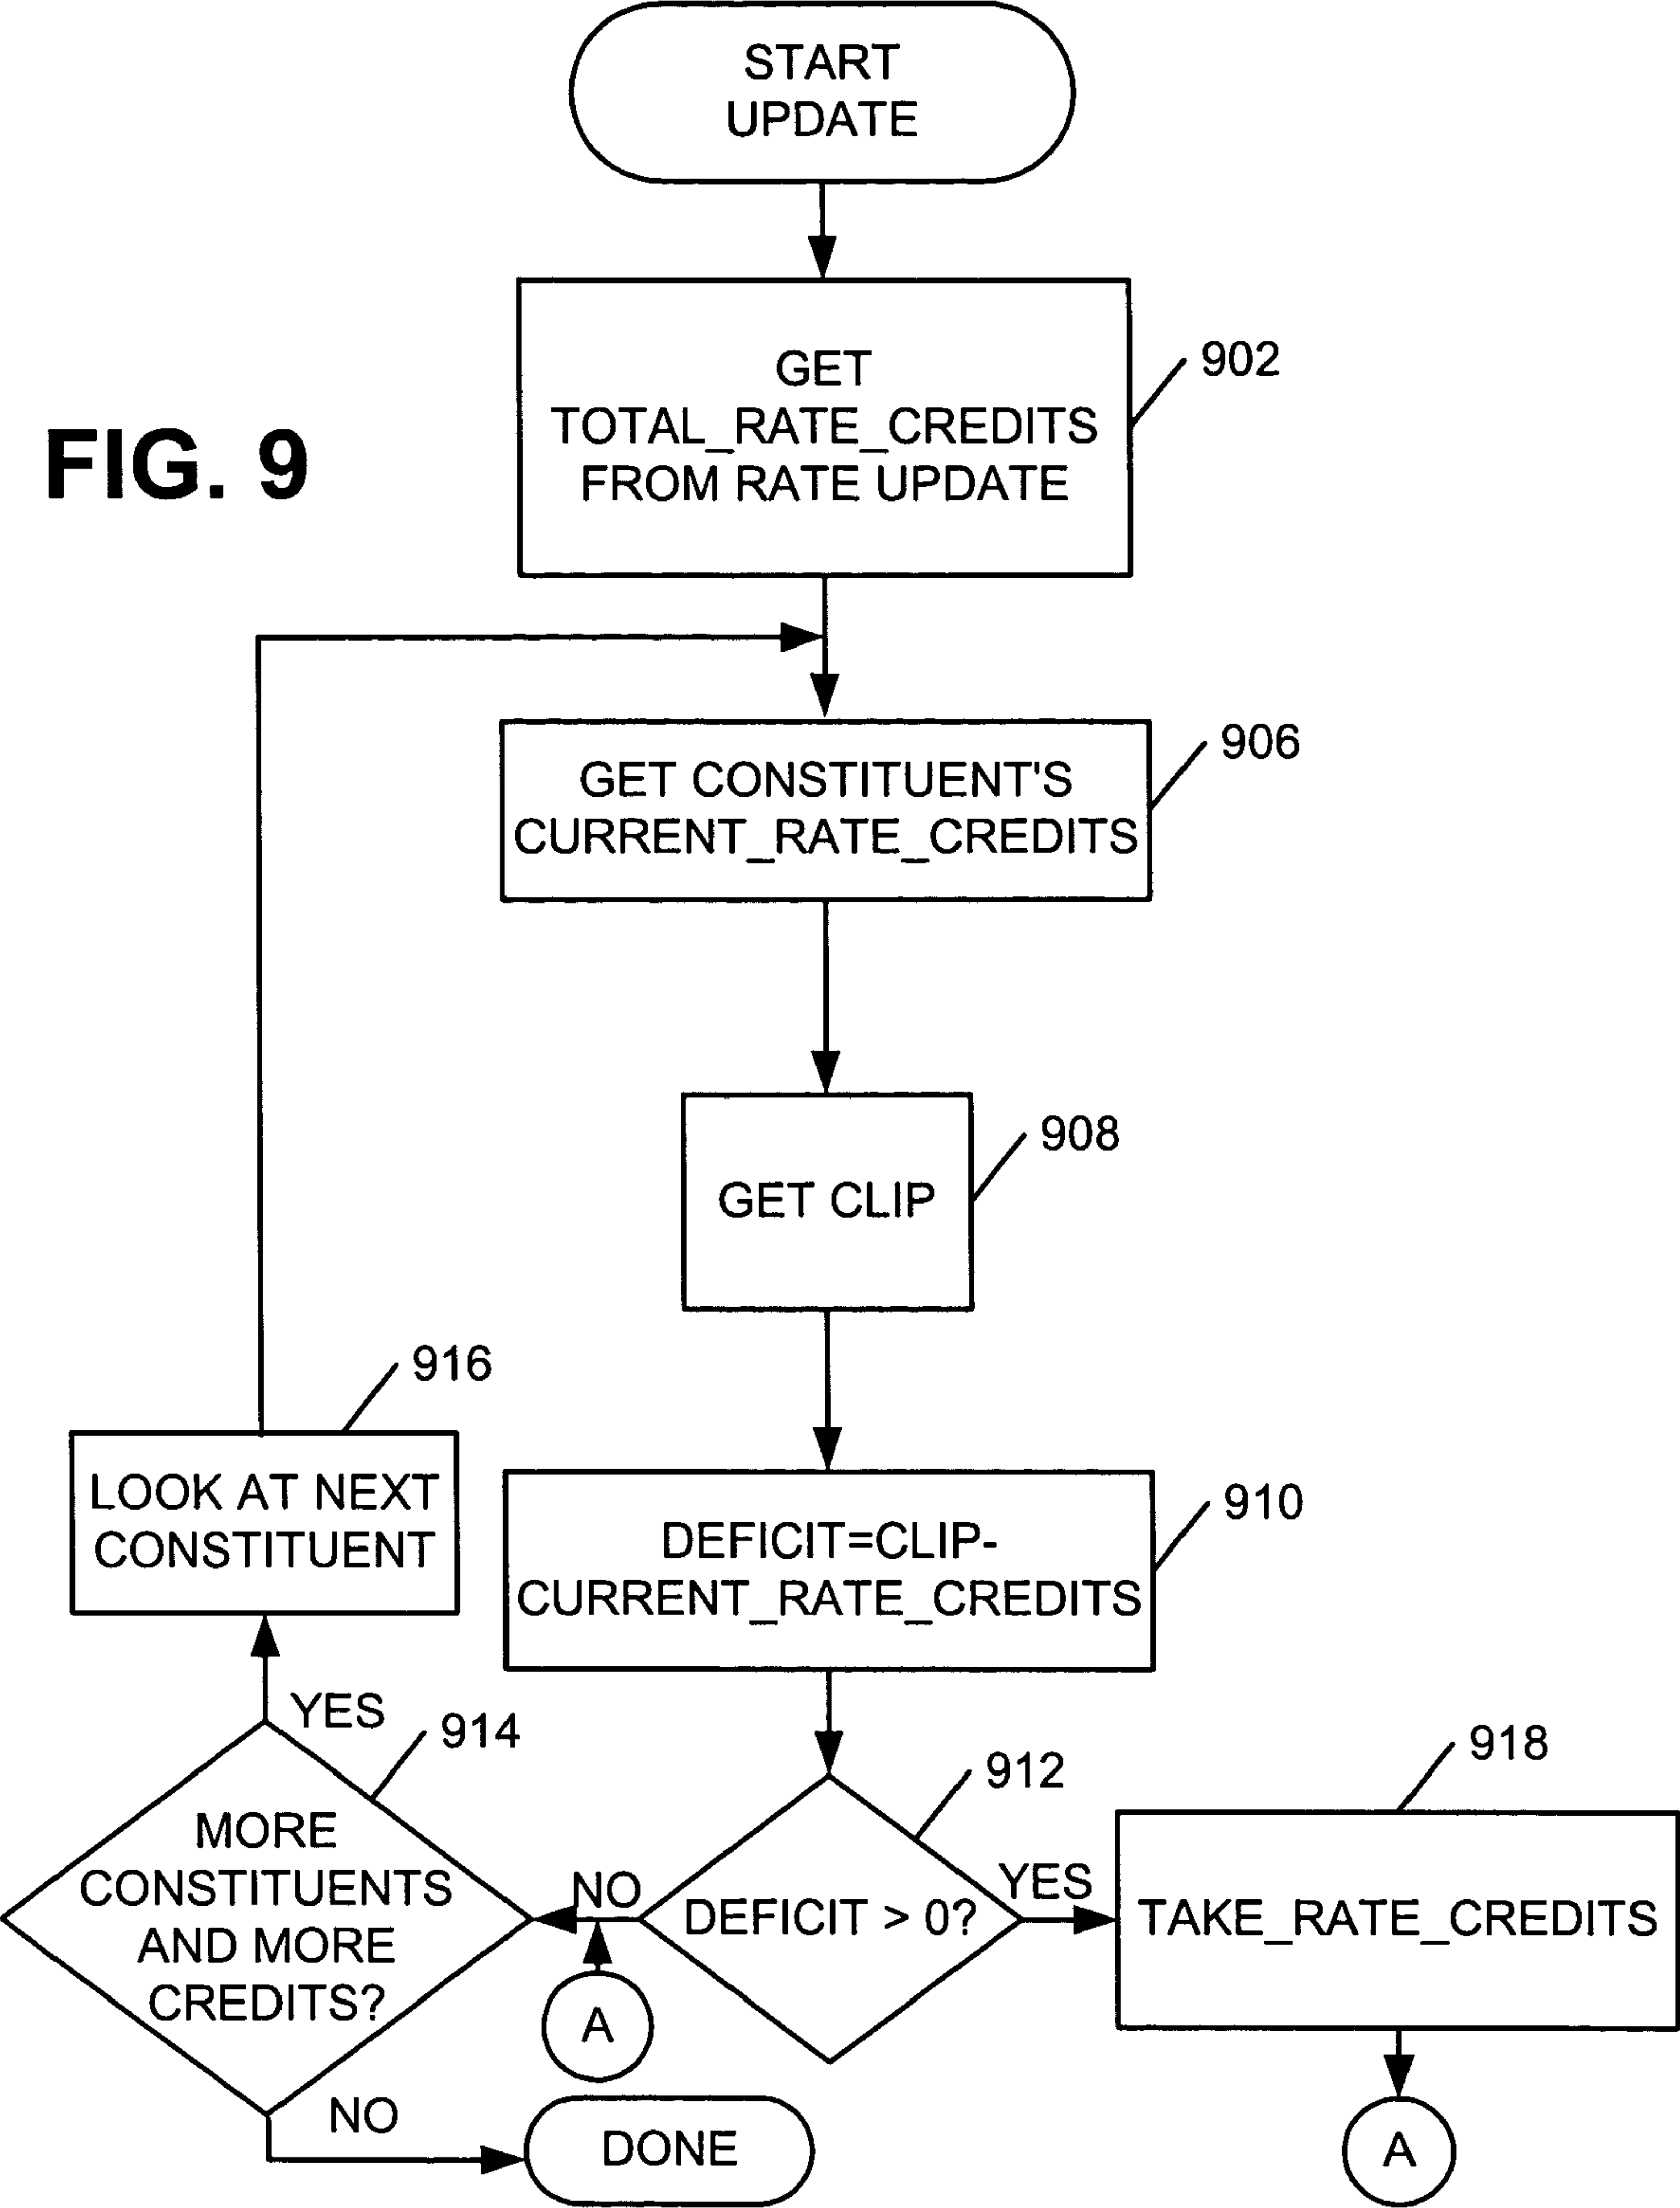 START
UPDATE
GET
TOTAL_RATE_CREDITS
FROM RATE UPDATE
902
FIG. 9
GET CONSTITUENT'S
CURRENT_RATE_CREDITS
906
GET CLIP
908
916
LOOK AT NEXT
CONSTITUENT
DEFICIT=CLIP-
CURRENT_RATE_CREDITS
910
YES
914
MORE
CONSTITUENTS
AND MORE
CREDITS?
NO
912
DEFICIT > 0?
YES
918
TAKE_RATE_CREDITS
A
NO
DONE
A